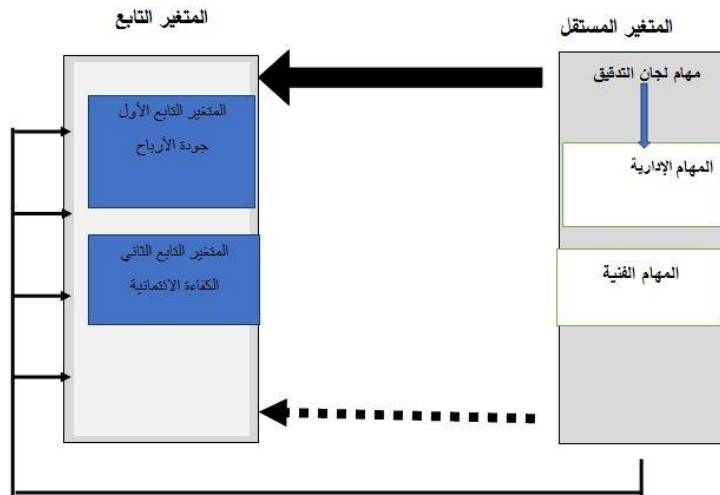 المتغير المستقل
مهام لجان التدقيق
المهام الإدارية
المهام الفنية
المتغير التابع
المتغير التابع الأول
جودة الأرباح
المتغير التابع الثاني
الكفاءة الائتمانية